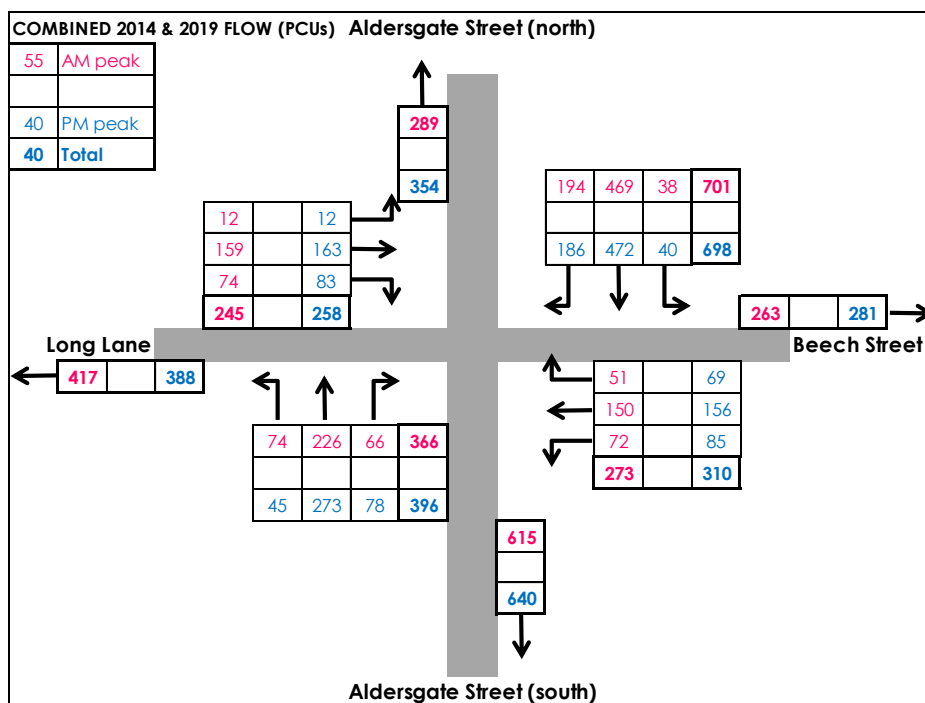 COMBINED 2014 & 2019 FLOW (PCUs) Aldersgate Street (north)
55 AM peak
40 PM peak
40 Total
289
354
194 469 38 701
186 472 40 698
12 12
159 163
74 83
245 258
263 281
Long Lane
Beech Street
417 388
51 69
150 156
72 85
273 310
74 226 66 366
45 273 78 396
615
640
Aldersgate Street (south)